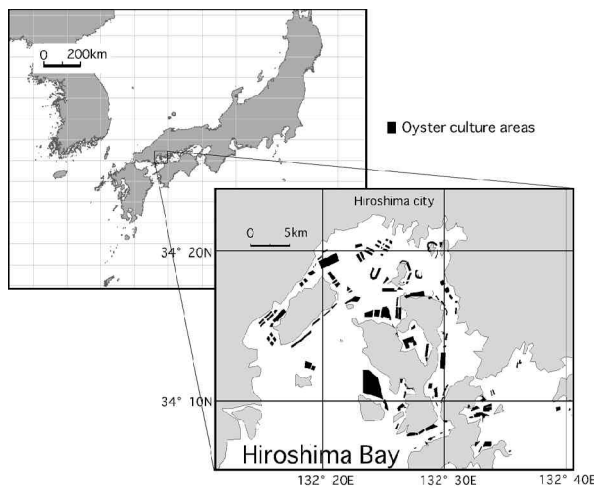 0 200km
Oyster culture areas
Hiroshima city
0 5km
34° 20N
34° 10N
Hiroshima Bay
132° 20E 132° 30E 132° 40E